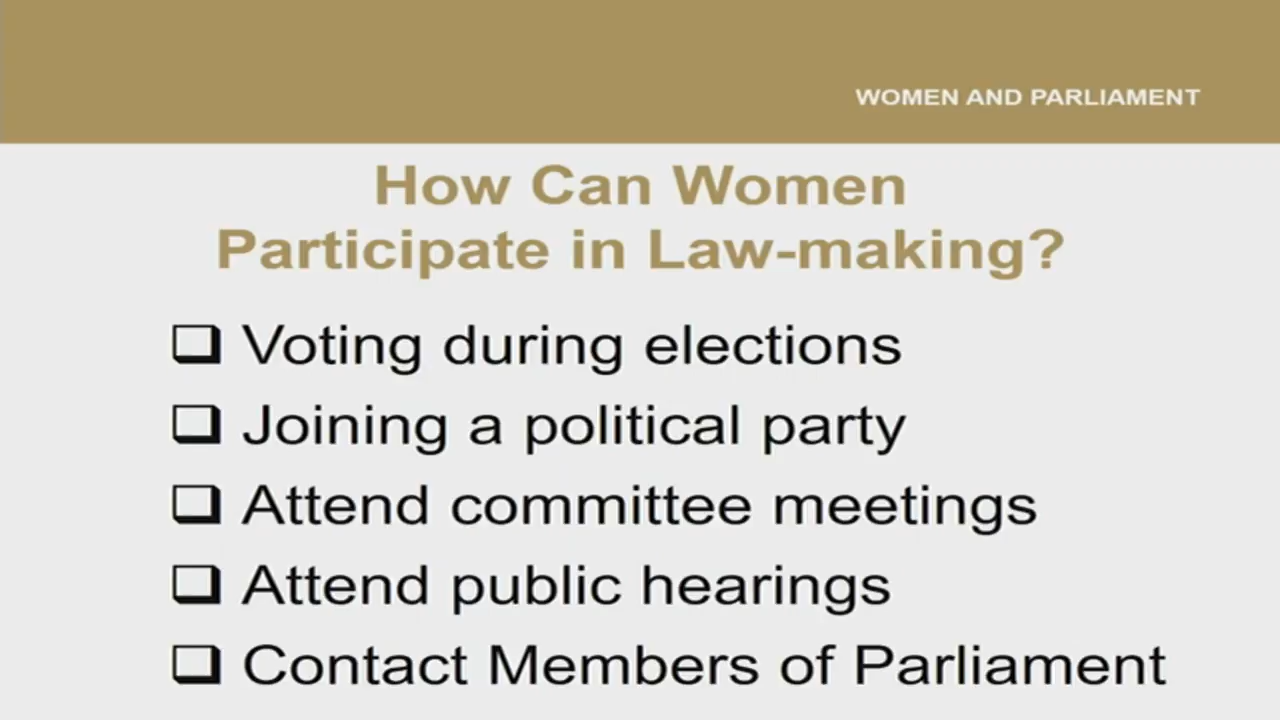 WOMEN AND PARLIAMENT
How Can Women
Participate in Law-making?
Voting during elections
Joining a political party
Attend committee meetings
Attend public hearings
Contact Members of Parliament